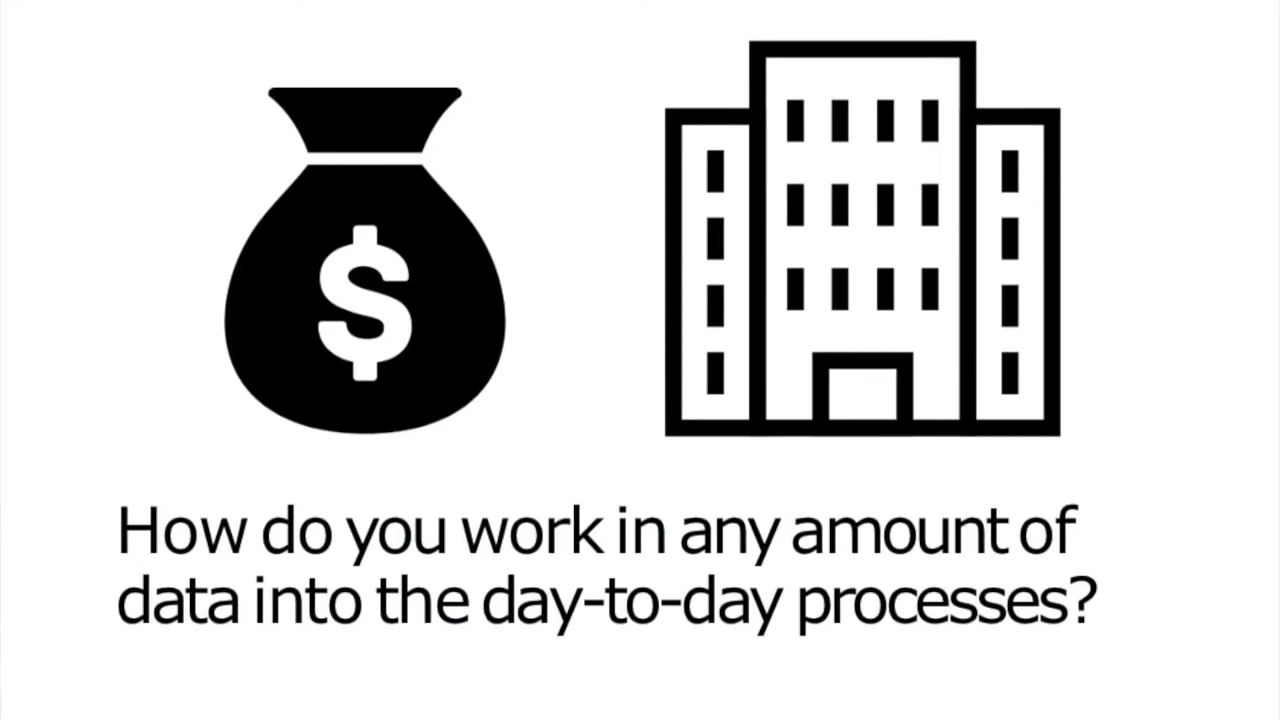 $
How do you work in any amount of
data into the day-to-day processes?